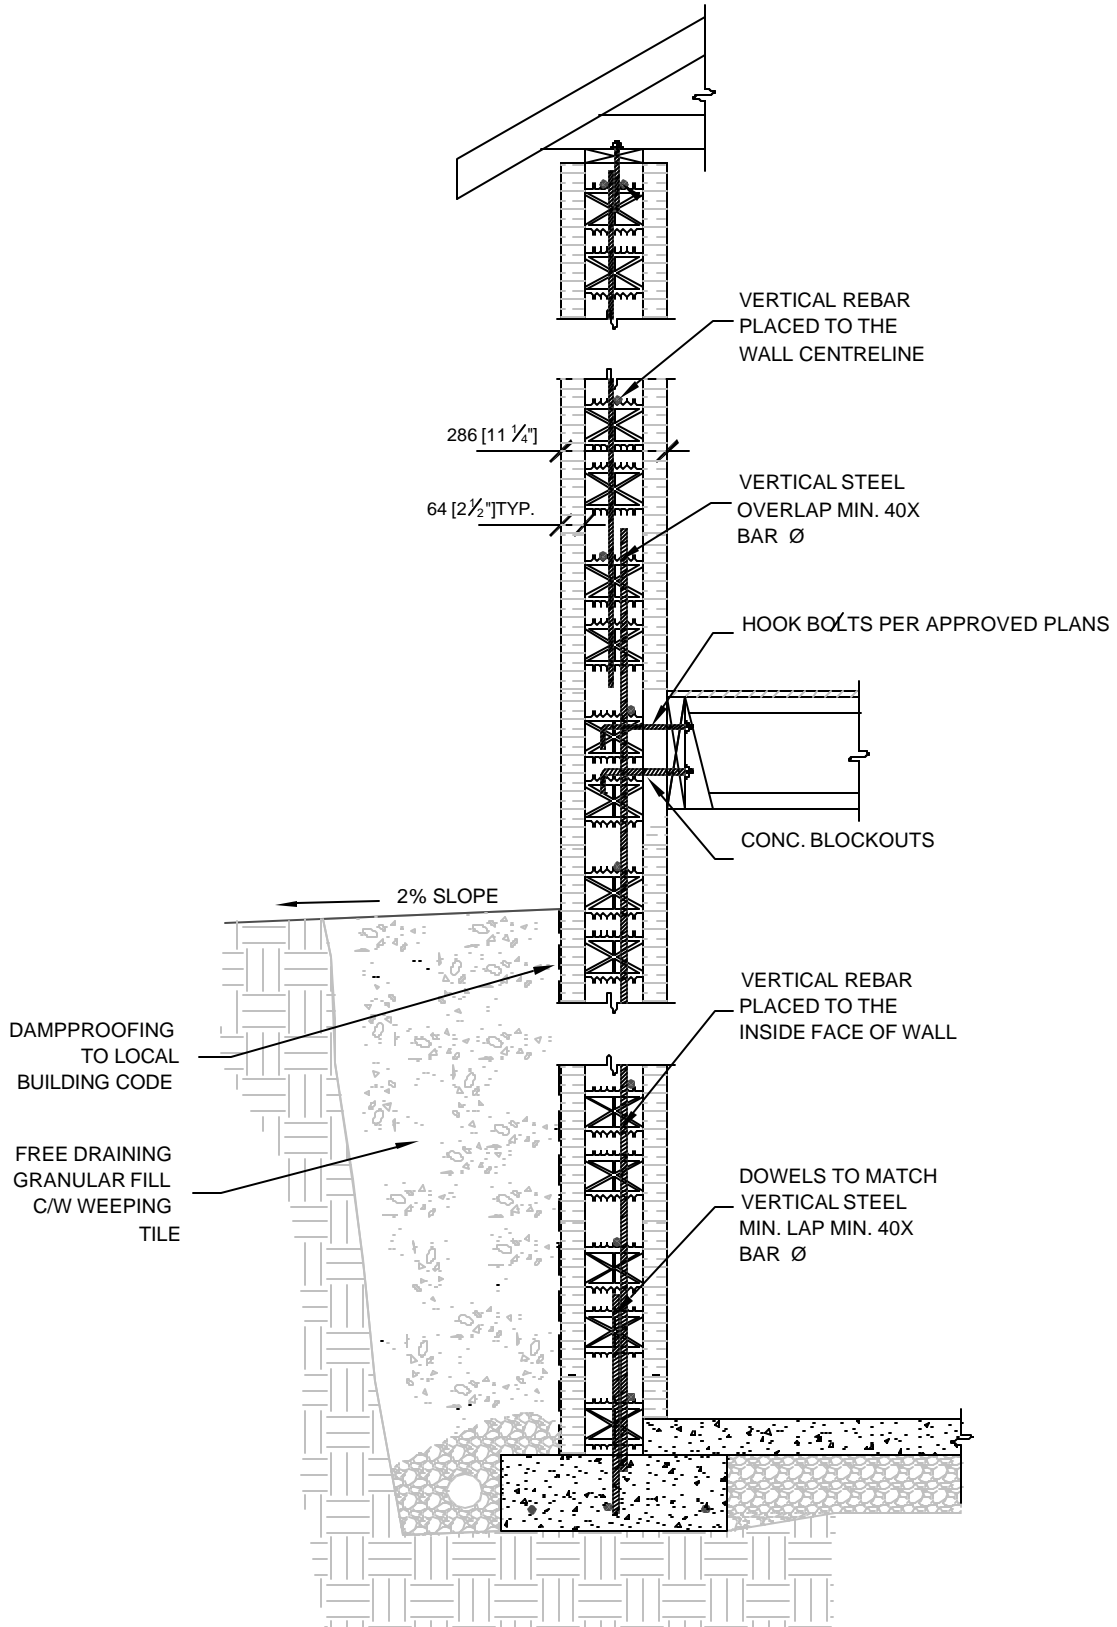 VERTICAL REBAR
PLACED TO THE
WALL CENTRELINE
286 [11 ¼"]
VERTICAL STEEL
OVERLAP MIN. 40X
BAR Ø
64 [2½"]TYP.
HOOK BOLTS PER APPROVED PLANS
CONC. BLOCKOUTS
2% SLOPE
VERTICAL REBAR
PLACED TO THE
INSIDE FACE OF WALL
DAMPPROOFING
TO LOCAL
BUILDING CODE
FREE DRAINING
GRANULAR FILL
C/W WEEPING
TILE
DOWELS TO MATCH
VERTICAL STEEL
MIN. LAP MIN. 40X
BAR Ø